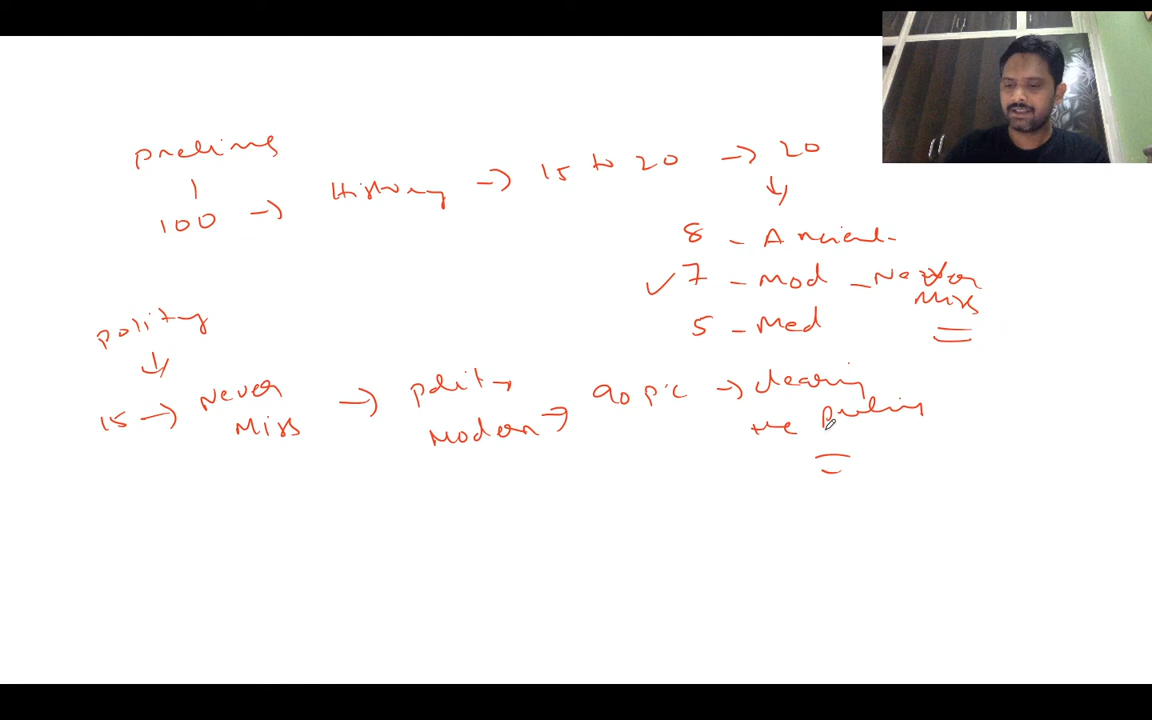 prelims
100 → History → 15 to 20 → 20
8 - Ancient
✓ 7 - Mod - Never
Miss
5 - Med
polity
15 → Never
Miss → polity
Modern → 90 pc → clearing
the prelims